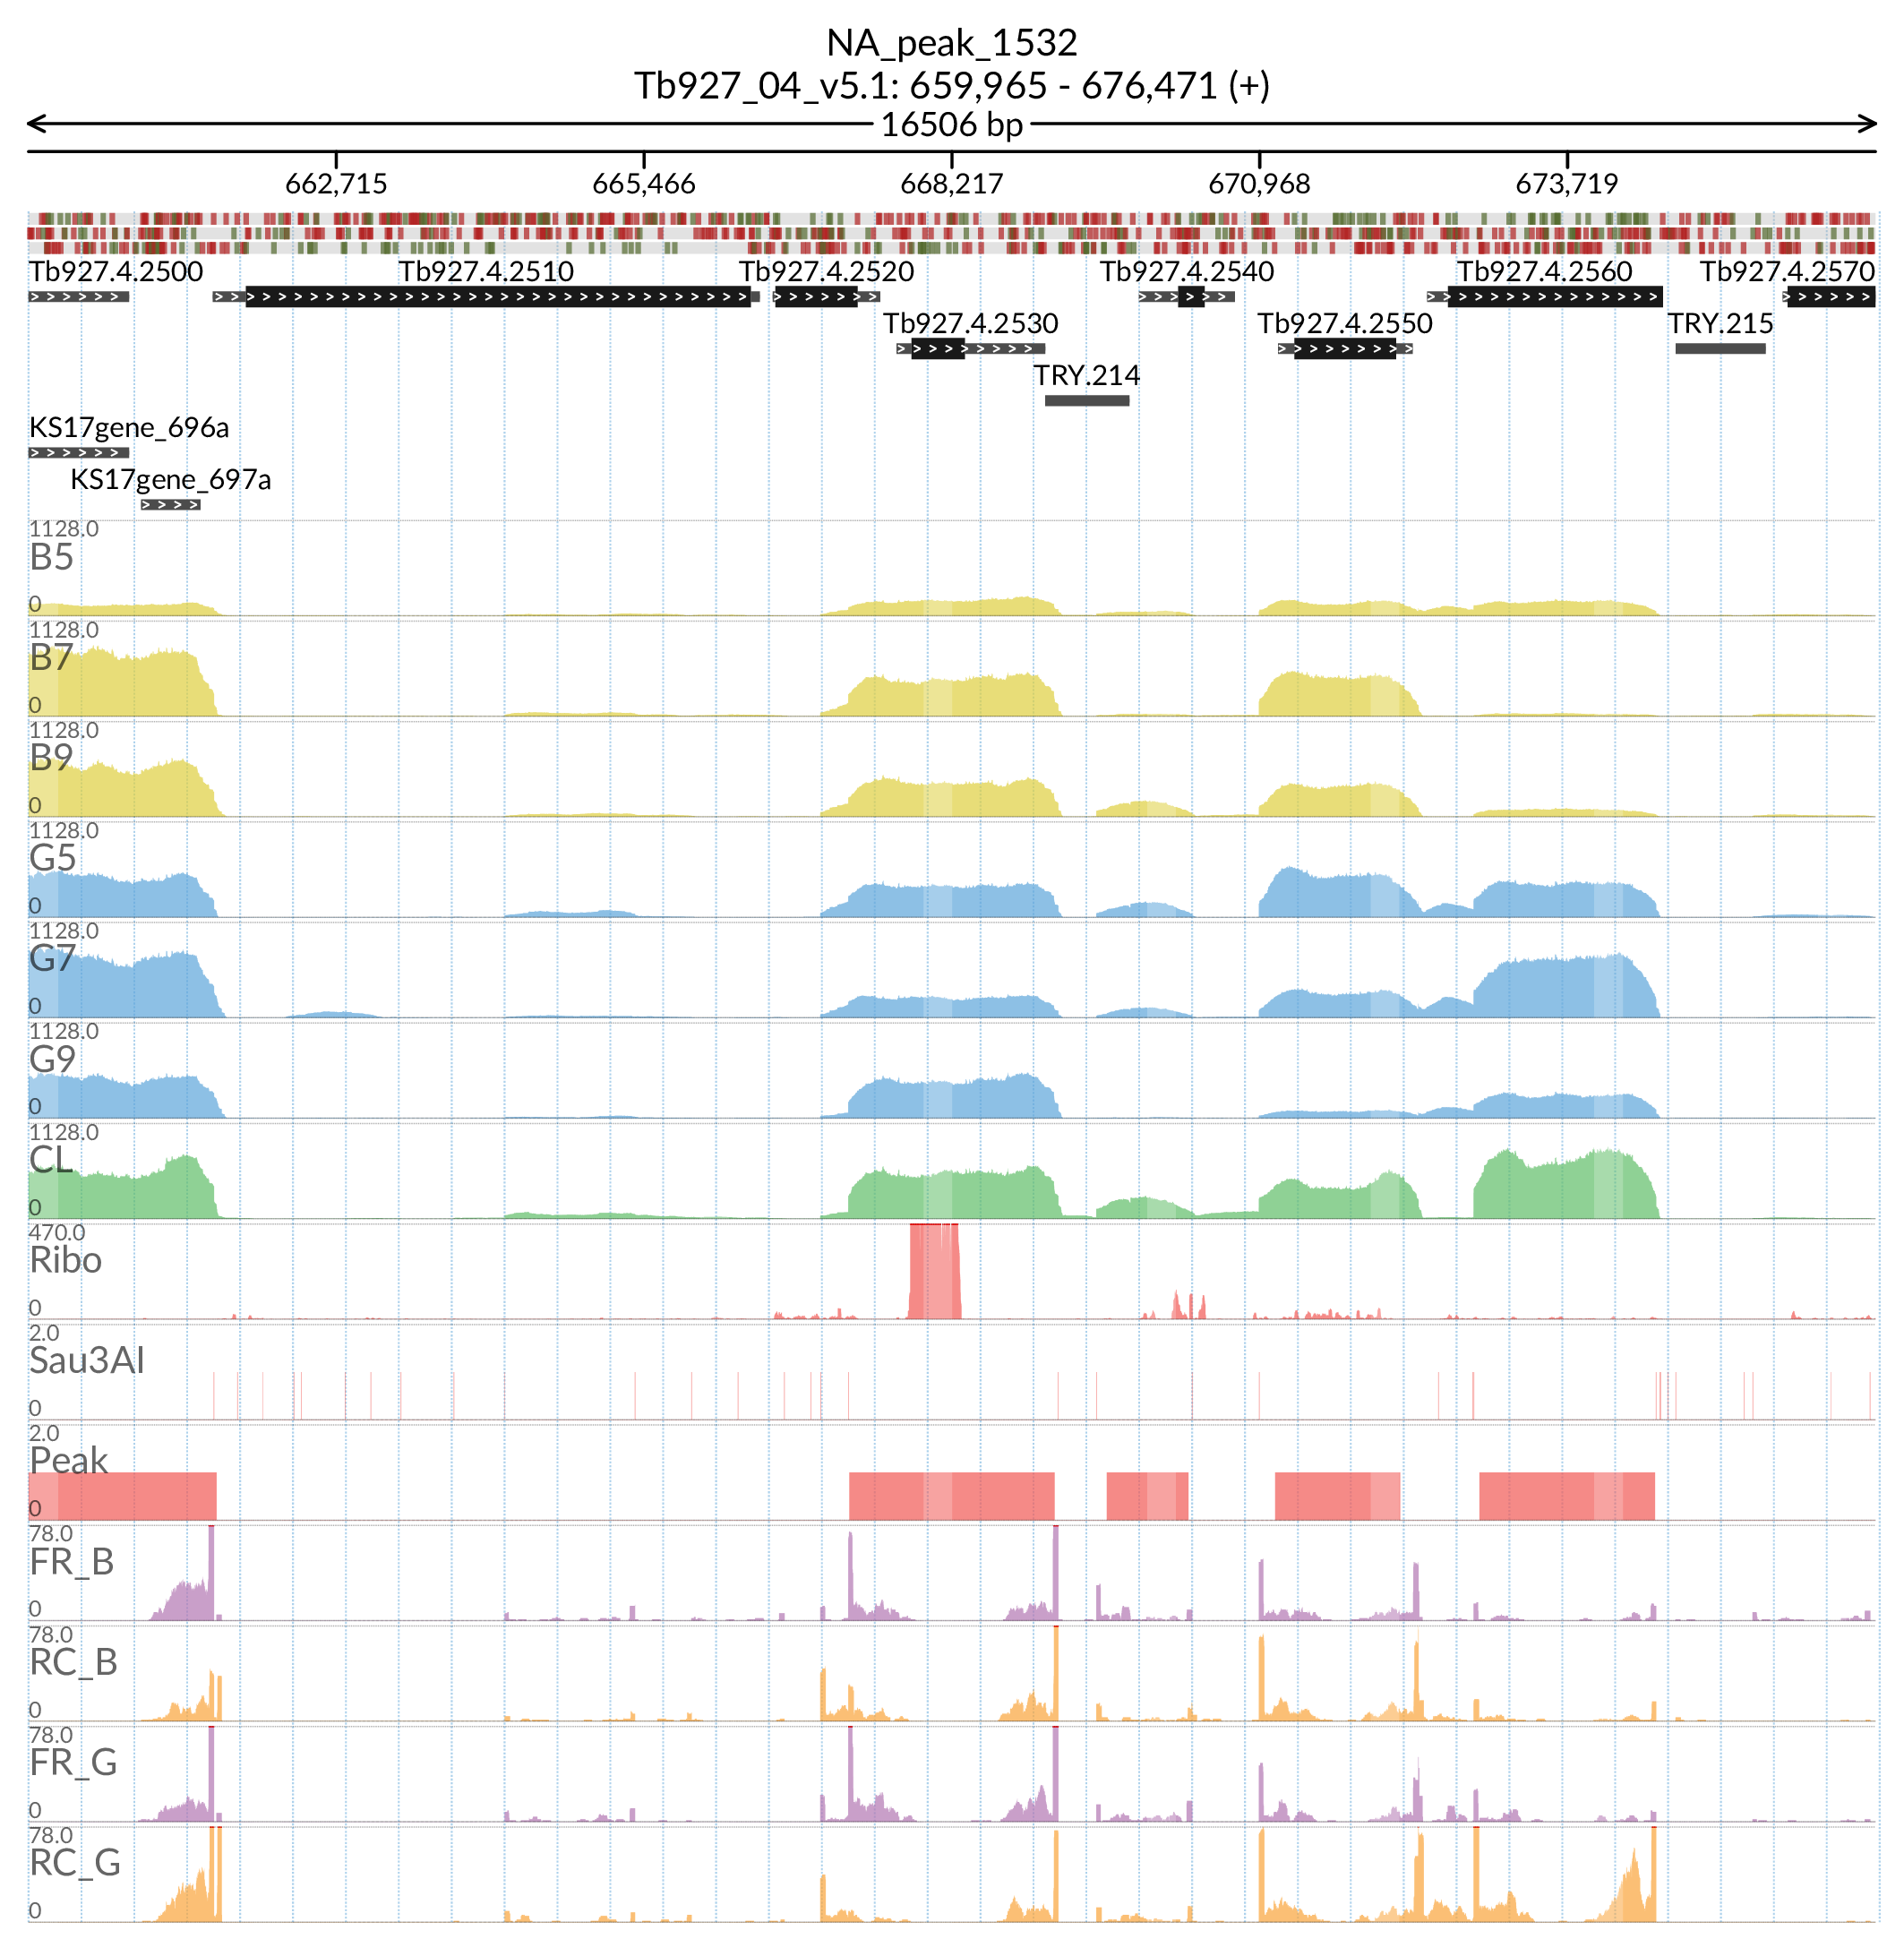 NA_peak_1532
Tb927_04_v5.1: 659,965 - 676,471 (+)
16506 bp
662,715 665,466 668,217 670,968 673,719
Tb927.4.2500 Tb927.4.2510 Tb927.4.2520 Tb927.4.2540 Tb927.4.2560 Tb927.4.2570
Tb927.4.2530 Tb927.4.2550 TRY.215
TRY.214
KS17gene_696a
KS17gene_697a
1128.0
B5
0
1128.0
B7
0
1128.0
B9
0
1128.0
G5
0
1128.0
G7
0
1128.0
G9
0
1128.0
CL
0
470.0
Ribo
0
2.0
Sau3AI
0
2.0
Peak
0
78.0
FR_B
0
78.0
RC_B
0
78.0
FR_G
0
78.0
RC_G
0